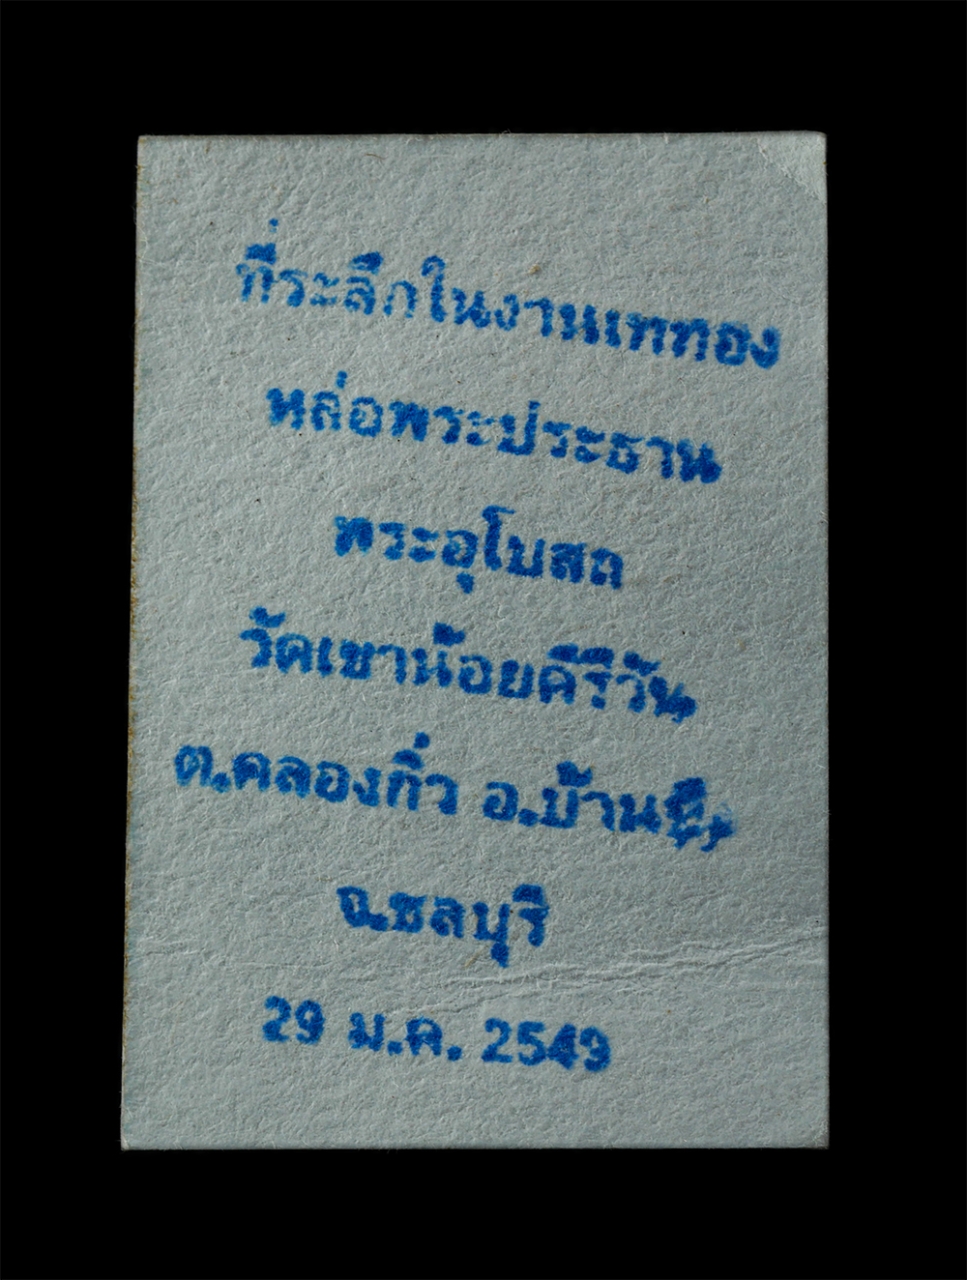 ที่ระลึกในงานเททอง
หล่อพระประธาน
พระอุโบสถ
วัดเขาน้อยคีรีวัน
ต.คลองกิ่ว อ.บ้านบึง
จ.ชลบุรี
29 ม.ค. 2549